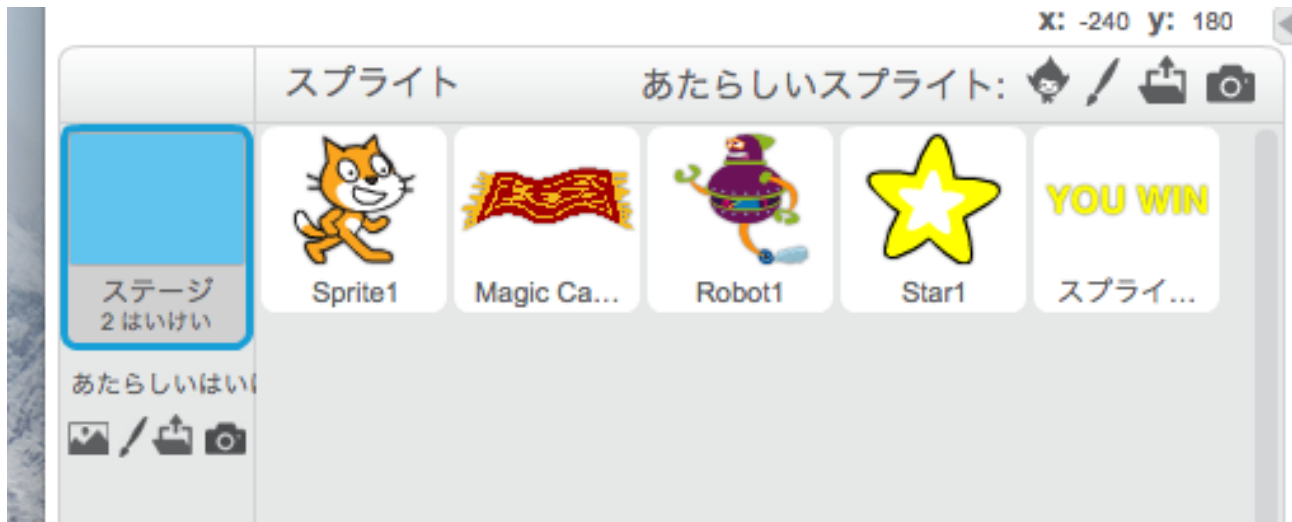 x: -240 y: 180
スプライト
あたらしいスプライト:
ステージ
2 はいけい
Sprite1
Magic Ca...
Robot1
Star1
YOU WIN
スプライ...
あたらしいはい